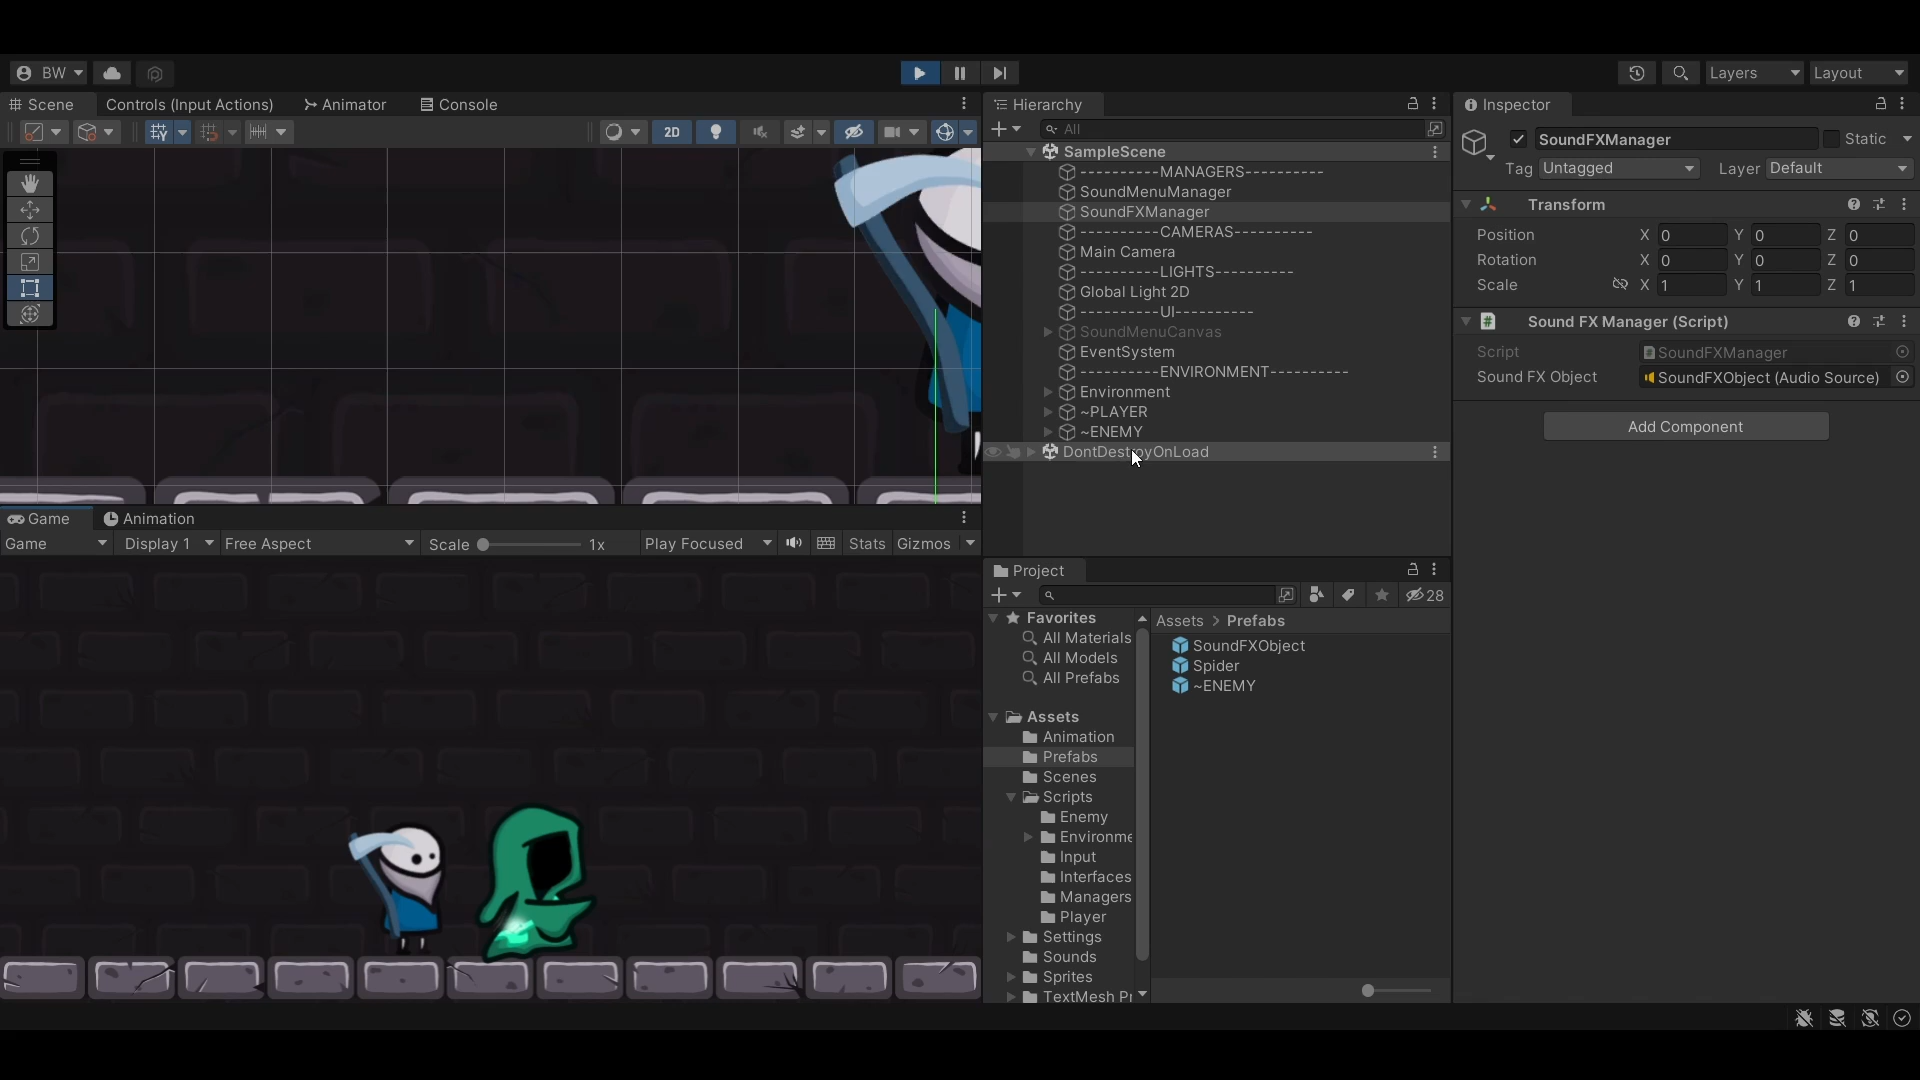 BW
Layers
Layout
Scene
Controls (Input Actions)
Animator
Console
2D
Game
Animation
Game
Display 1
Free Aspect
Scale
1x
Play Focused
Stats
Gizmos
Hierarchy
All
SampleScene
----------MANAGERS----------
SoundMenuManager
SoundFXManager
----------CAMERAS----------
Main Camera
----------LIGHTS----------
Global Light 2D
----------UI----------
SoundMenuCanvas
EventSystem
----------ENVIRONMENT----------
Environment
~PLAYER
~ENEMY
DontDestroyOnLoad
Project
28
Favorites
All Materials
All Models
All Prefabs
Assets
Animation
Prefabs
Scenes
Scripts
Enemy
Environme
Input
Interfaces
Managers
Player
Settings
Sounds
Sprites
TextMesh Pr
Assets > Prefabs
SoundFXObject
Spider
~ENEMY
Inspector
SoundFXManager
Static
Tag Untagged
Layer Default
Transform
Position X 0 Y 0 Z 0
Rotation X 0 Y 0 Z 0
Scale X 1 Y 1 Z 1
Sound FX Manager (Script)
Script SoundFXManager
Sound FX Object SoundFXObject (Audio Source)
Add Component